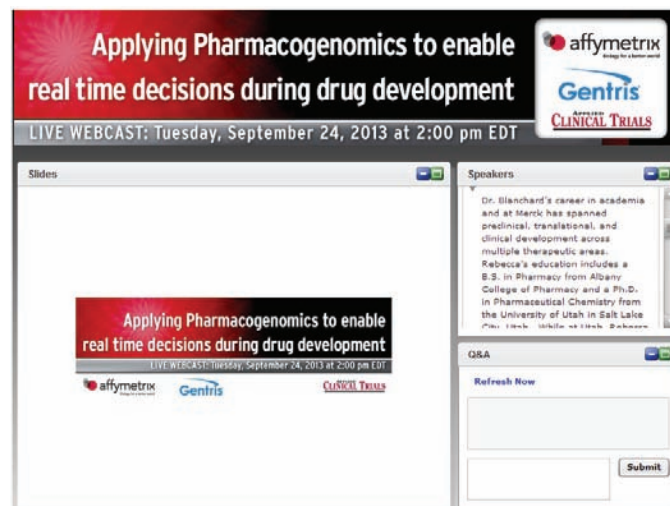 Applying Pharmacogenomics to enable
real time decisions during drug development
LIVE WEBCAST: Tuesday, September 24, 2013 at 2:00 pm EDT
affymetrix
Biology for a better world
Gentris
APPLIED
CLINICAL TRIALS
Slides
Applying Pharmacogenomics to enable
real time decisions during drug development
LIVE WEBCAST: Tuesday, September 24, 2013 at 2:00 pm EDT
affymetrix
Gentris
CLINICAL TRIALS
Speakers
Dr. Blanchard's career in academia
and at Merck has spanned
preclinical, translational, and
clinical development across
multiple therapeutic areas.
Rebecca's education includes a
B.S. in Pharmacy from Albany
College of Pharmacy and a Ph.D.
in Pharmaceutical Chemistry from
the University of Utah in Salt Lake
City, Utah. While at Utah, Rebecca
Q&A
Refresh Now
Submit